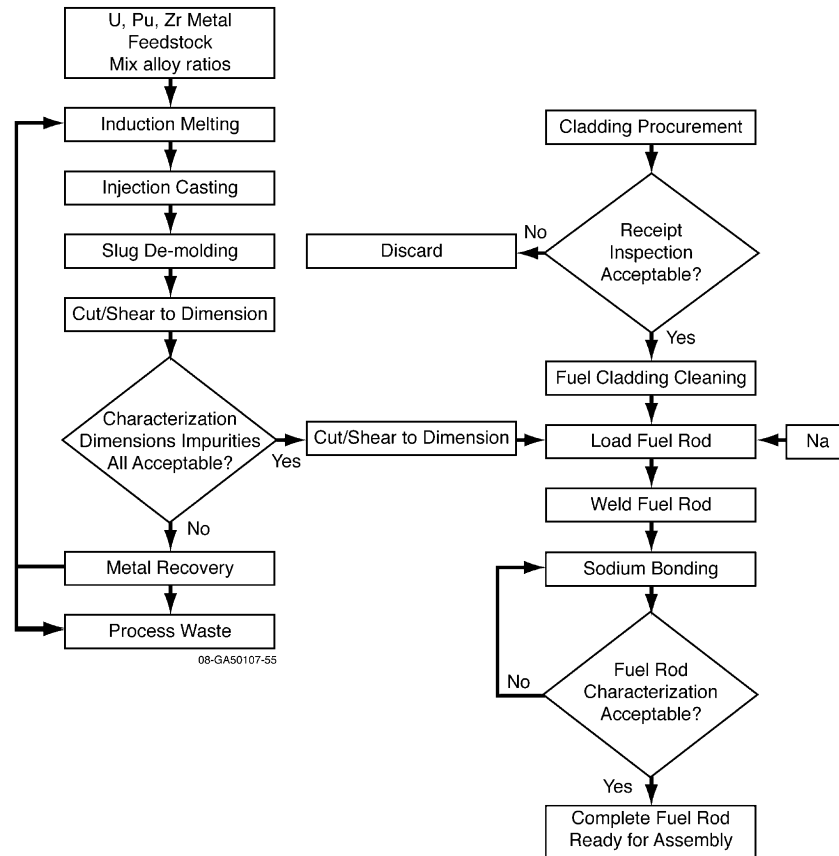 U, Pu, Zr Metal
Feedstock
Mix alloy ratios
Induction Melting
Injection Casting
Slug De-molding
Cut/Shear to Dimension
Characterization
Dimensions Impurities
All Acceptable?
Yes
No
Metal Recovery
Process Waste
08-GA50107-55
Cut/Shear to Dimension
Cladding Procurement
Receipt
Inspection
Acceptable?
No
Discard
Yes
Fuel Cladding Cleaning
Load Fuel Rod
Na
Weld Fuel Rod
Sodium Bonding
Fuel Rod
Characterization
Acceptable?
No
Yes
Complete Fuel Rod
Ready for Assembly